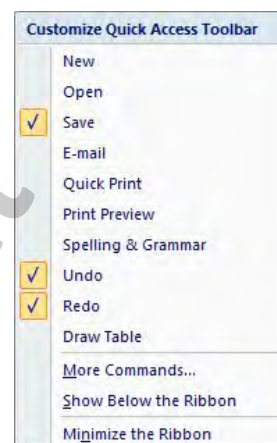 Customize Quick Access Toolbar
New
Open
Save
E-mail
Quick Print
Print Preview
Spelling & Grammar
Undo
Redo
Draw Table
More Commands...
Show Below the Ribbon
Minimize the Ribbon